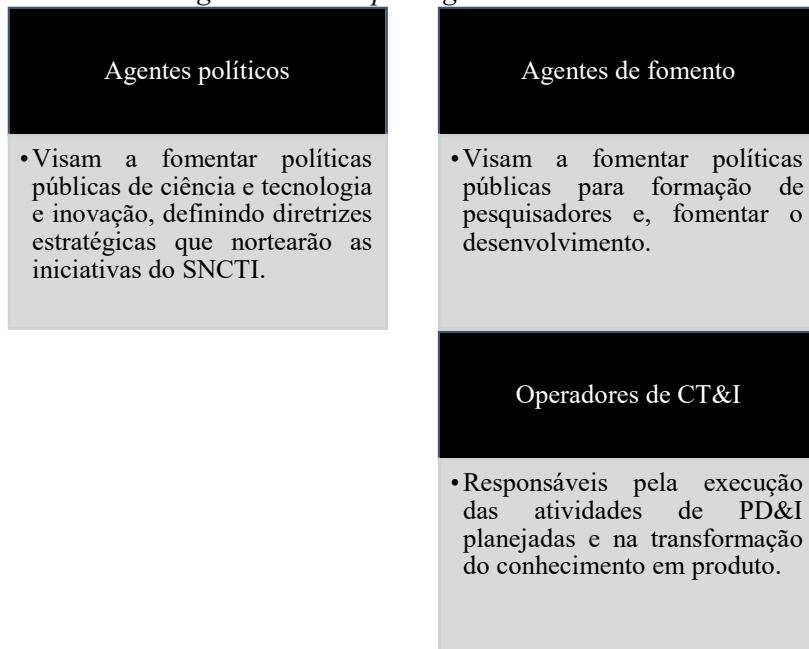 Agentes políticos
•Visam a fomentar políticas
públicas de ciência e tecnologia
e inovação, definindo diretrizes
estratégicas que nortearão as
iniciativas do SNCTI.
Agentes de fomento
•Visam a fomentar políticas
públicas para formação de
pesquisadores e, fomentar o
desenvolvimento.
Operadores de CT&I
•Responsáveis pela execução
das atividades de PD&I
planejadas e na transformação
do conhecimento em produto.